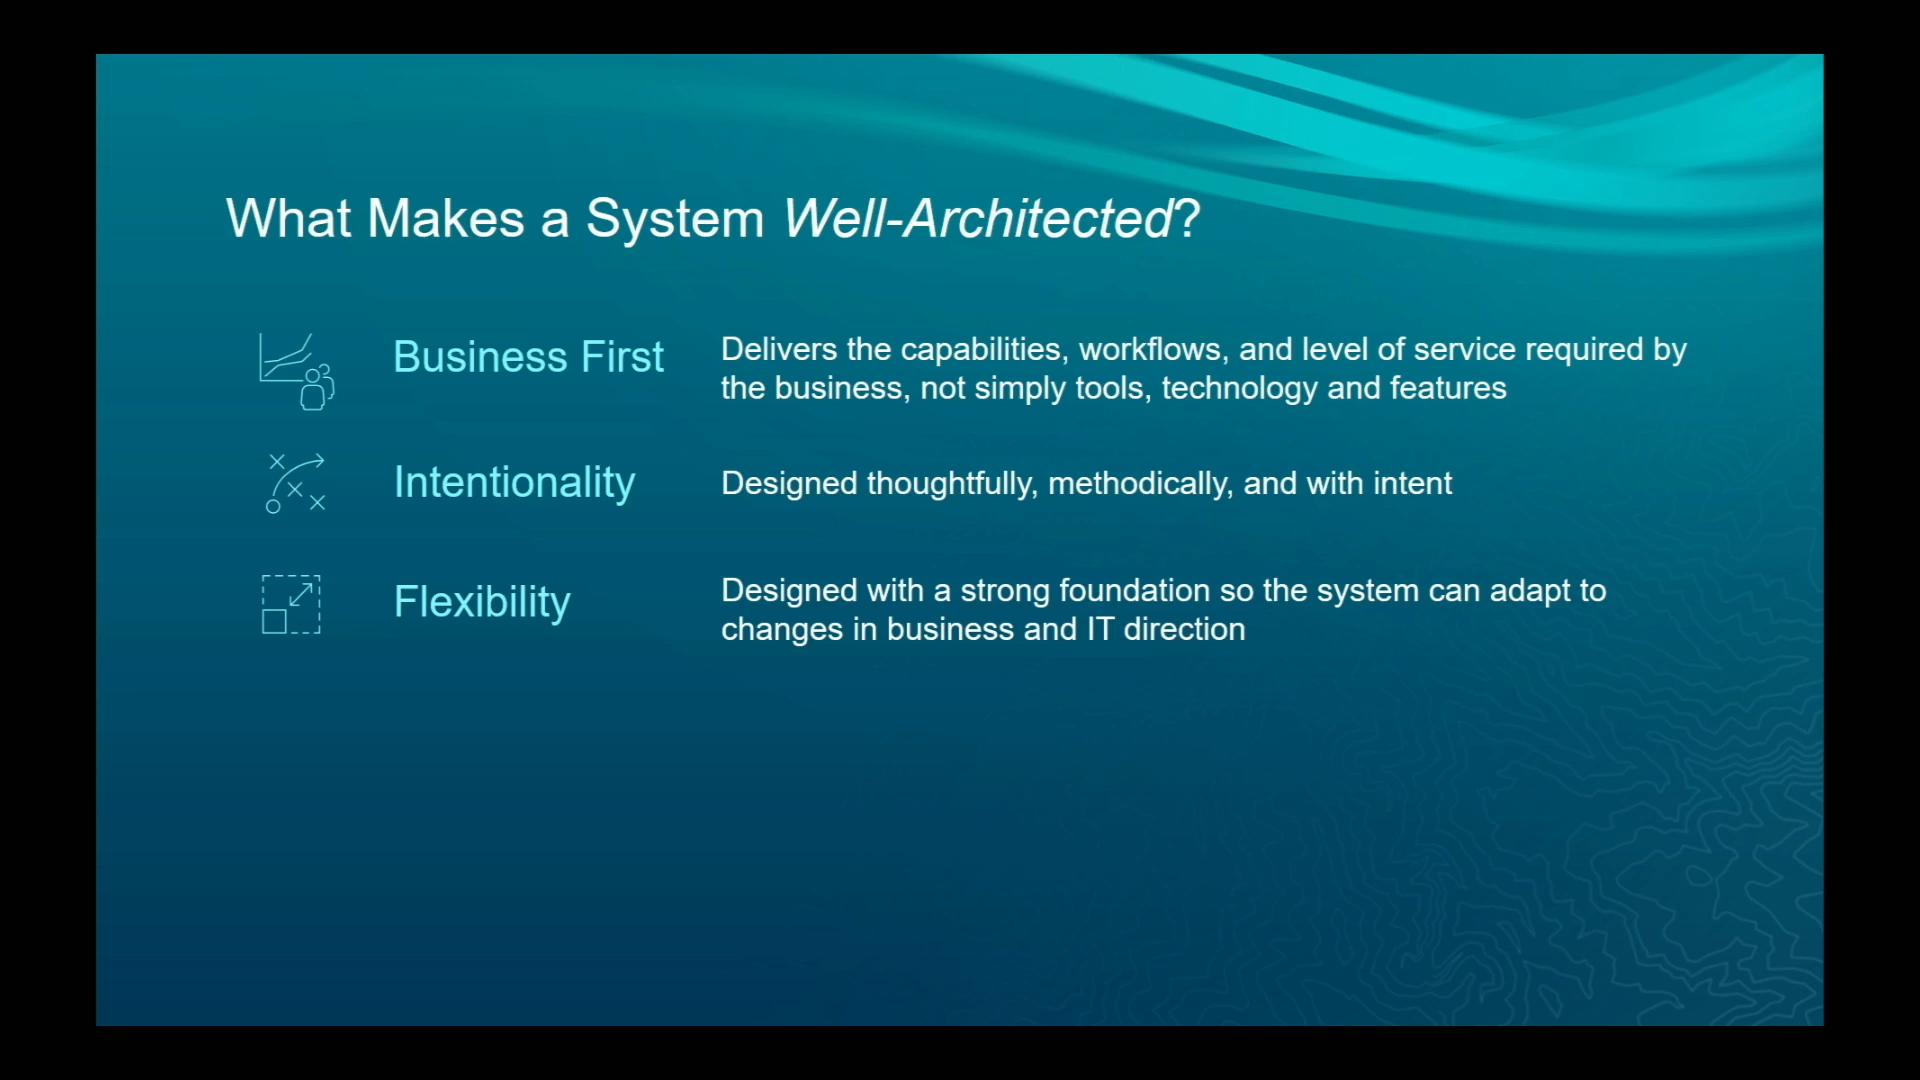 What Makes a System Well-Architected?
Business First
Delivers the capabilities, workflows, and level of service required by
the business, not simply tools, technology and features
Intentionality
Designed thoughtfully, methodically, and with intent
Flexibility
Designed with a strong foundation so the system can adapt to
changes in business and IT direction